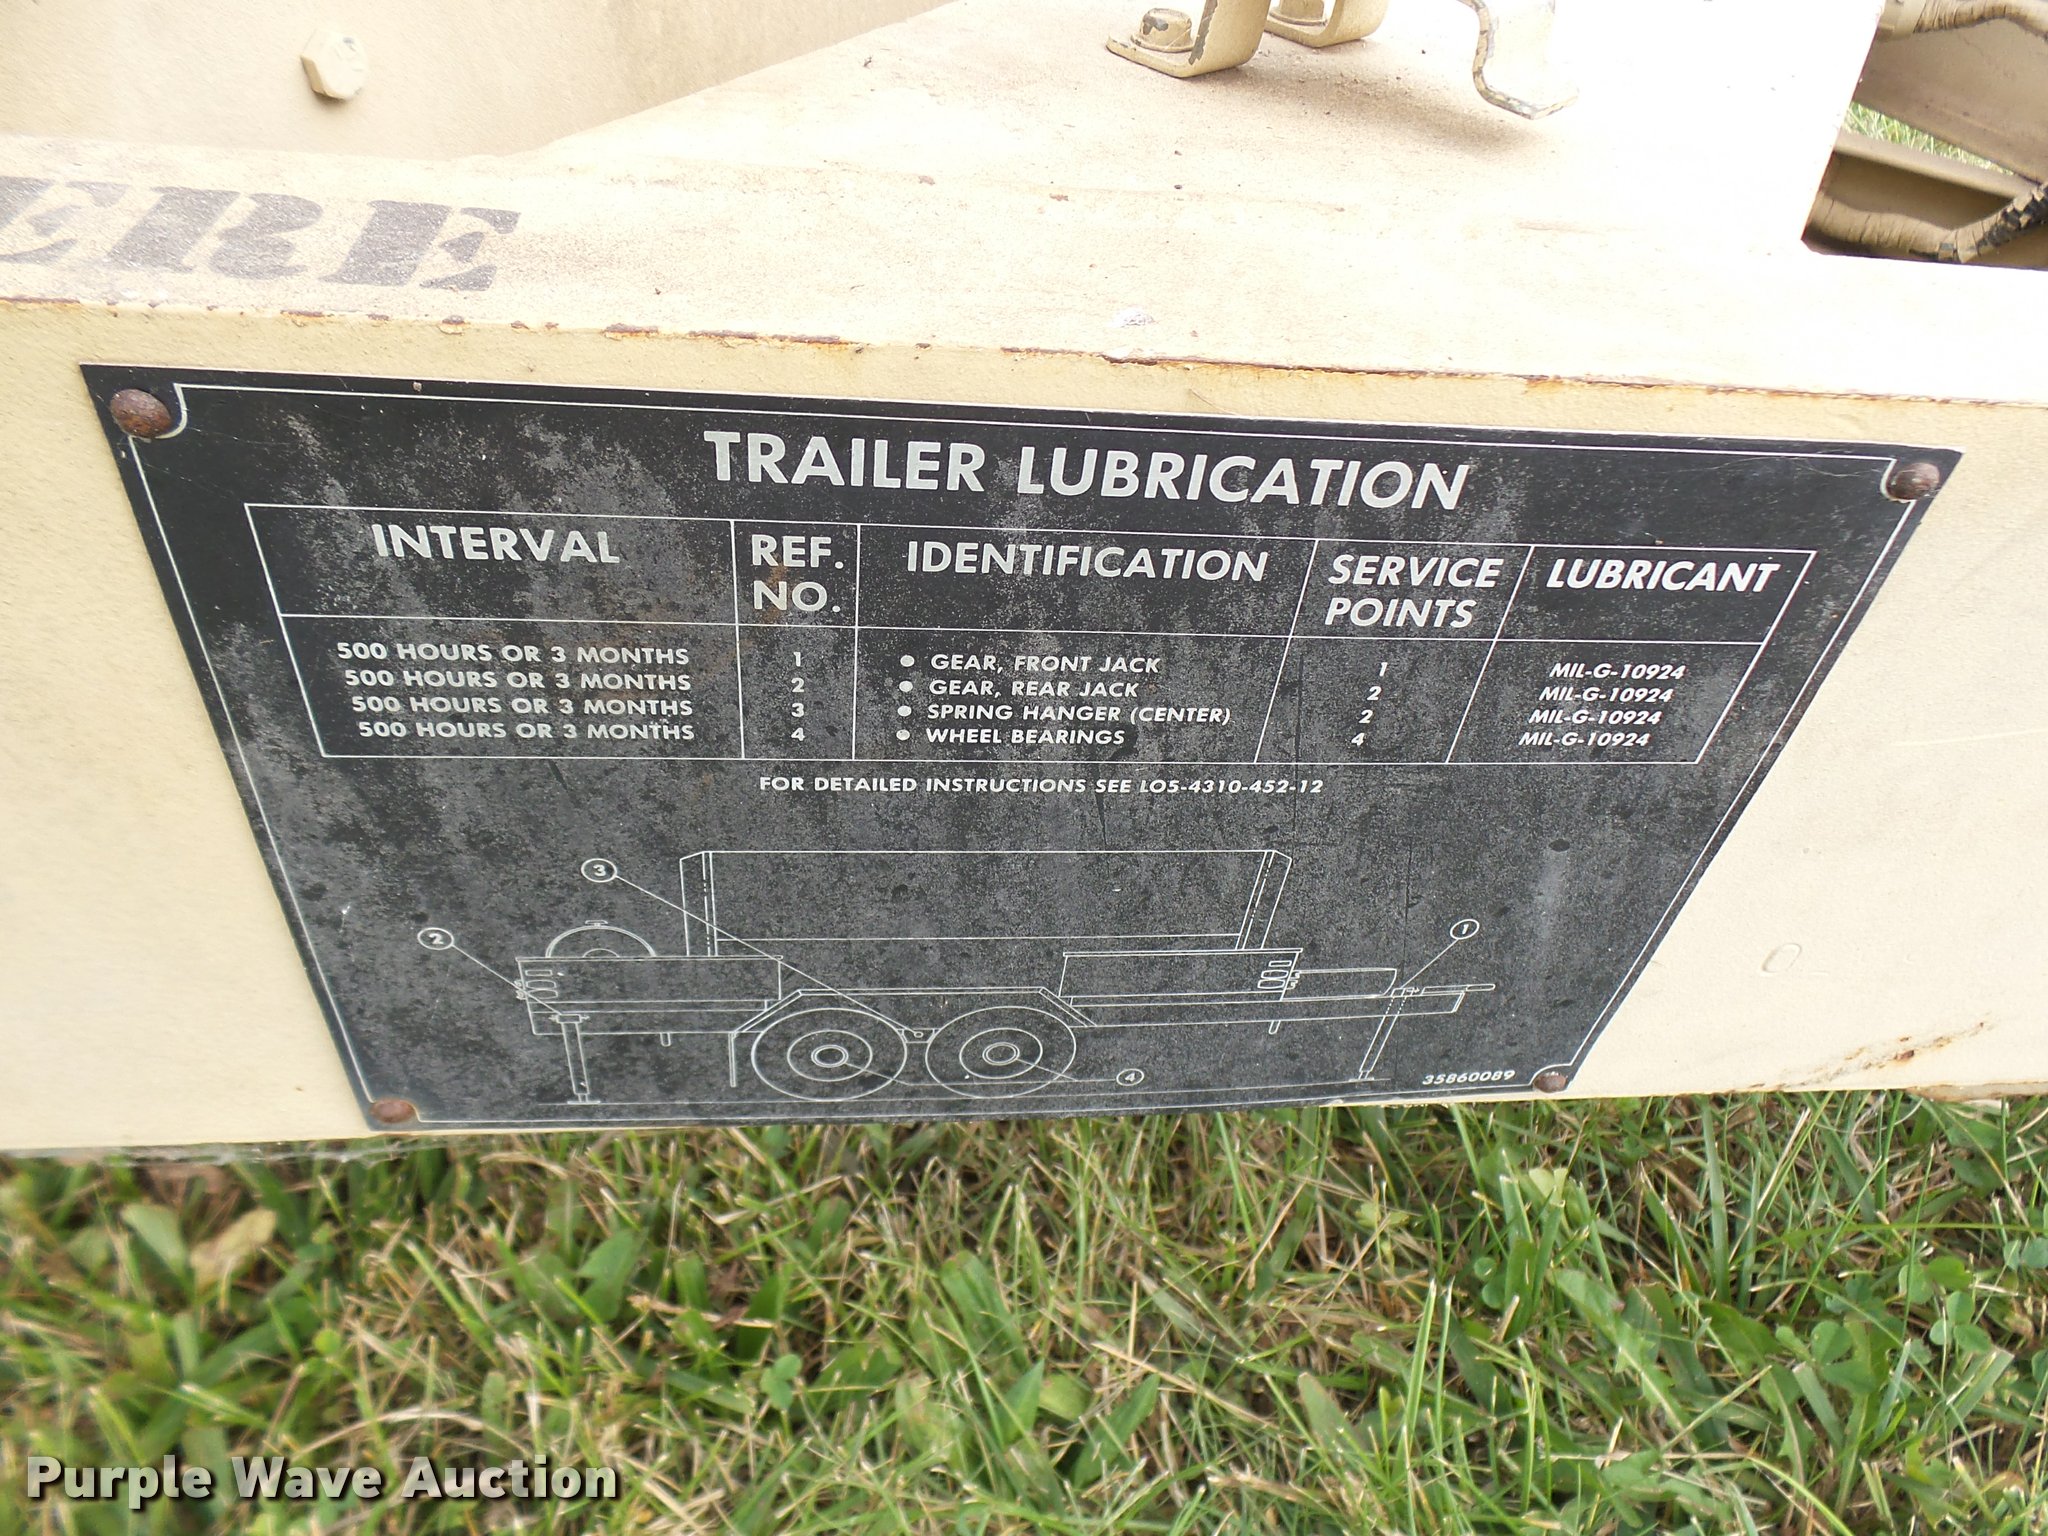 ERE
TRAILER LUBRICATION
INTERVAL REF. NO. IDENTIFICATION SERVICE POINTS LUBRICANT
500 HOURS OR 3 MONTHS 1 • GEAR, FRONT JACK 1 MIL-G-10924
500 HOURS OR 3 MONTHS 2 • GEAR, REAR JACK 2 MIL-G-10924
500 HOURS OR 3 MONTHS 3 • SPRING HANGER (CENTER) 2 MIL-G-10924
500 HOURS OR 3 MONTHS 4 • WHEEL BEARINGS 4 MIL-G-10924
FOR DETAILED INSTRUCTIONS SEE LO5-4310-452-12
3
2
1
4
35860089
Purple Wave Auction